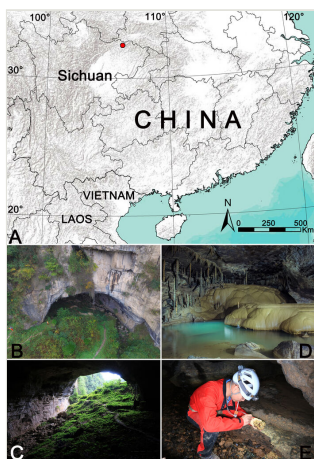 100°
110°
120°
30°
Sichuan
CHINA
VIETNAM
N
20°
LAOS
0 250 500
Km
A
B
D
C
E